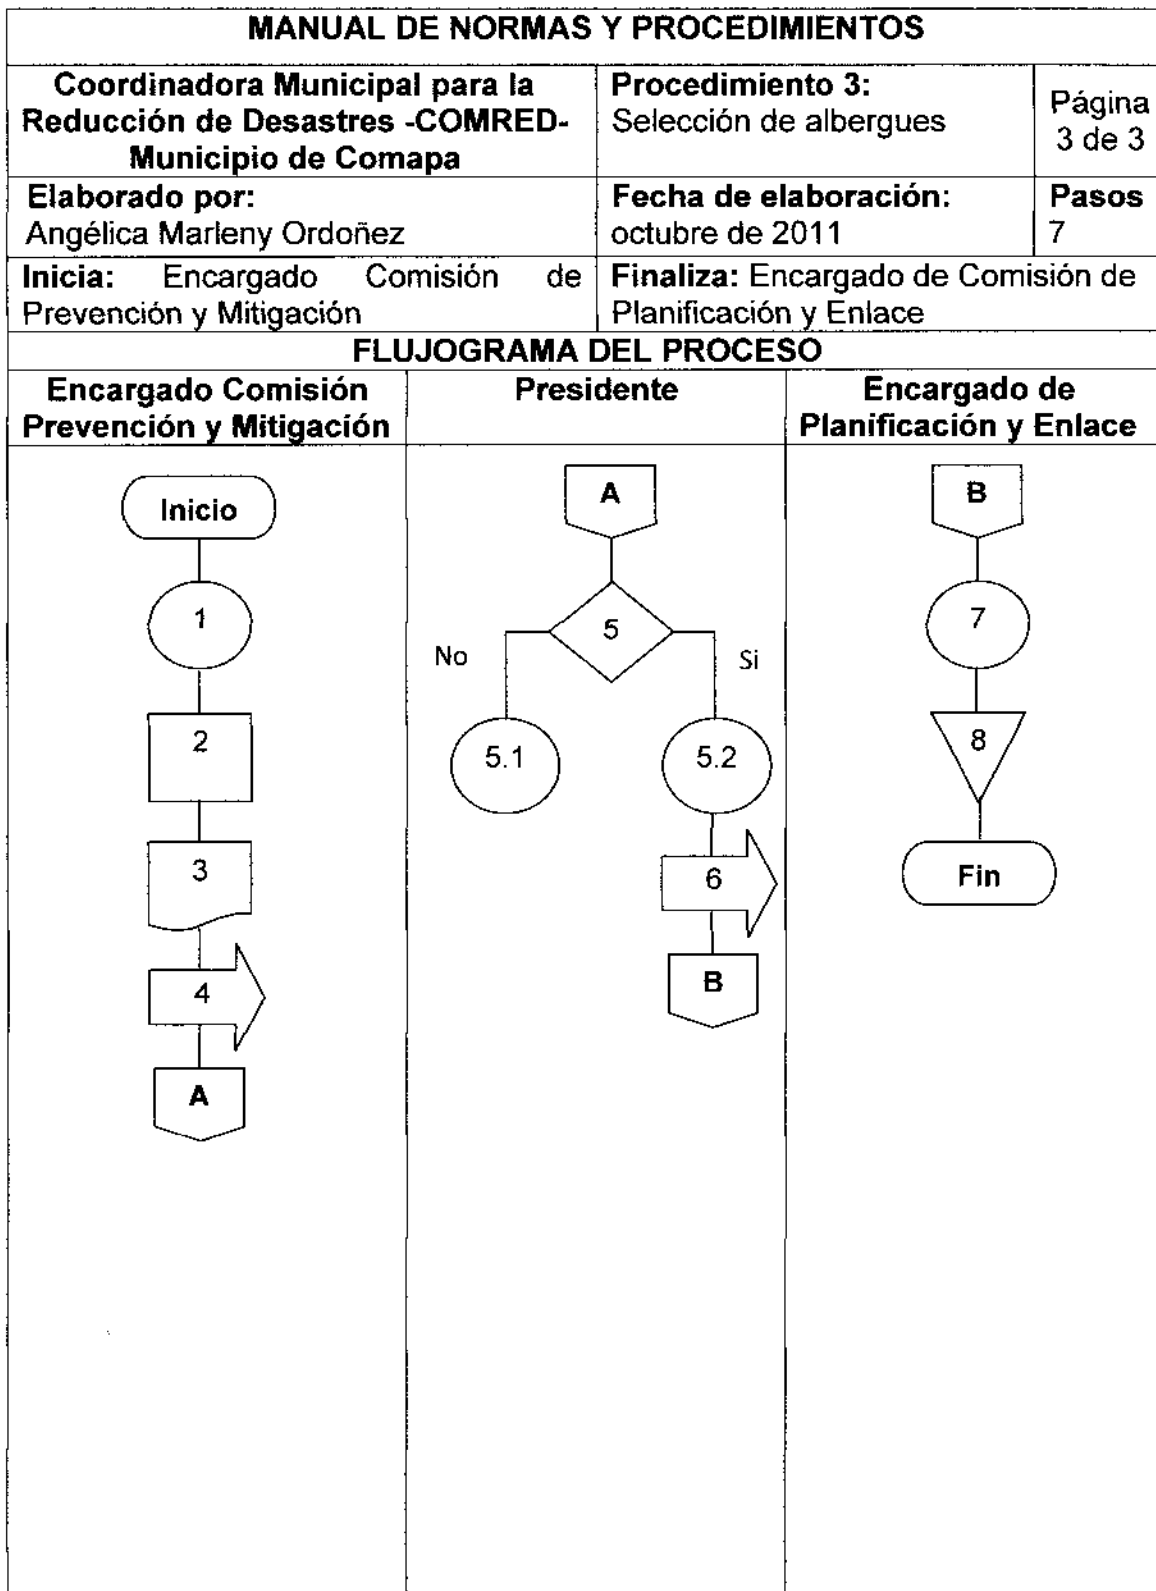 MANUAL DE NORMAS Y PROCEDIMIENTOS
Coordinadora Municipal para la
Reducción de Desastres -COMRED-
Municipio de Comapa
Procedimiento 3:
Selección de albergues
Página
3 de 3
Elaborado por:
Angélica Marleny Ordoñez
Fecha de elaboración:
octubre de 2011
Pasos
7
Inicia: Encargado Comisión de
Prevención y Mitigación
Finaliza: Encargado de Comisión de
Planificación y Enlace
FLUJOGRAMA DEL PROCESO
Encargado Comisión
Prevención y Mitigación
Presidente
Encargado de
Planificación y Enlace
Inicio
1
2
3
4
A
A
5
No
Si
5.1
5.2
6
B
B
7
8
Fin